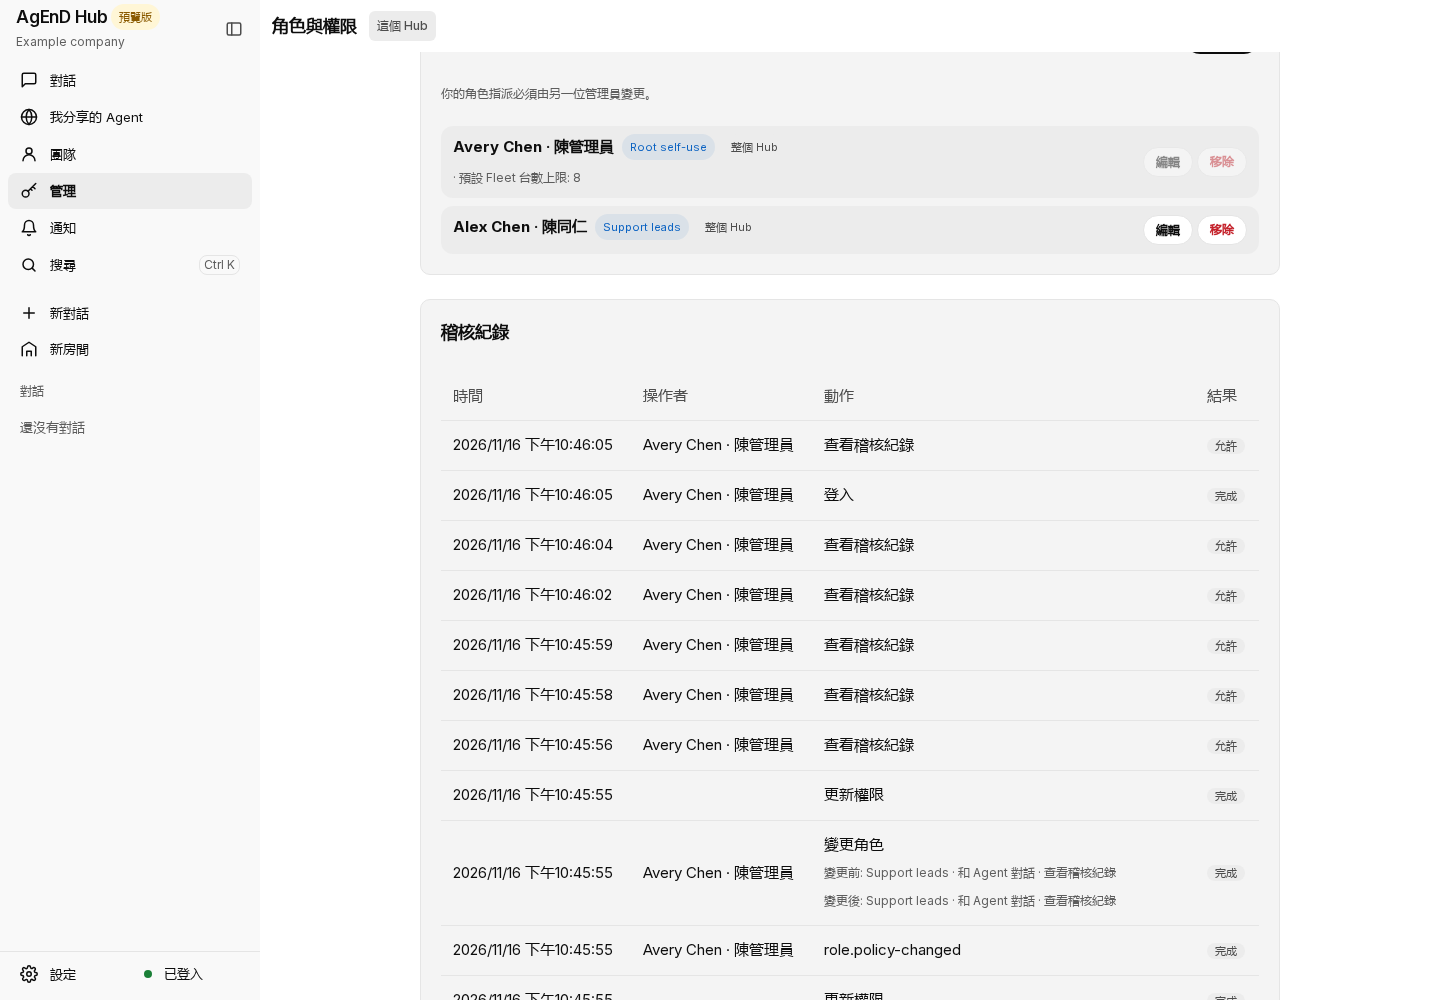 AgEnD Hub 預覽版
Example company
對話
我分享的 Agent
團隊
管理
通知
搜尋 Ctrl K
新對話
新房間
對話
還沒有對話
設定 已登入
角色與權限 這個 Hub
你的角色指派必須由另一位管理員變更。
Avery Chen · 陳管理員 Root self-use 整個 Hub
· 預設 Fleet 台數上限: 8
編輯 移除
Alex Chen · 陳同仁 Support leads 整個 Hub
編輯 移除
稽核紀錄
時間 操作者 動作 結果
2026/11/16 下午10:46:05 Avery Chen · 陳管理員 查看稽核紀錄 允許
2026/11/16 下午10:46:05 Avery Chen · 陳管理員 登入 完成
2026/11/16 下午10:46:04 Avery Chen · 陳管理員 查看稽核紀錄 允許
2026/11/16 下午10:46:02 Avery Chen · 陳管理員 查看稽核紀錄 允許
2026/11/16 下午10:45:59 Avery Chen · 陳管理員 查看稽核紀錄 允許
2026/11/16 下午10:45:58 Avery Chen · 陳管理員 查看稽核紀錄 允許
2026/11/16 下午10:45:56 Avery Chen · 陳管理員 查看稽核紀錄 允許
2026/11/16 下午10:45:55 更新權限 完成
變更角色
2026/11/16 下午10:45:55 Avery Chen · 陳管理員 變更前: Support leads · 和 Agent 對話 · 查看稽核紀錄 完成
變更後: Support leads · 和 Agent 對話 · 查看稽核紀錄
2026/11/16 下午10:45:55 Avery Chen · 陳管理員 role.policy-changed 完成
2026/11/16 下午10:45:55 更新權限 完成